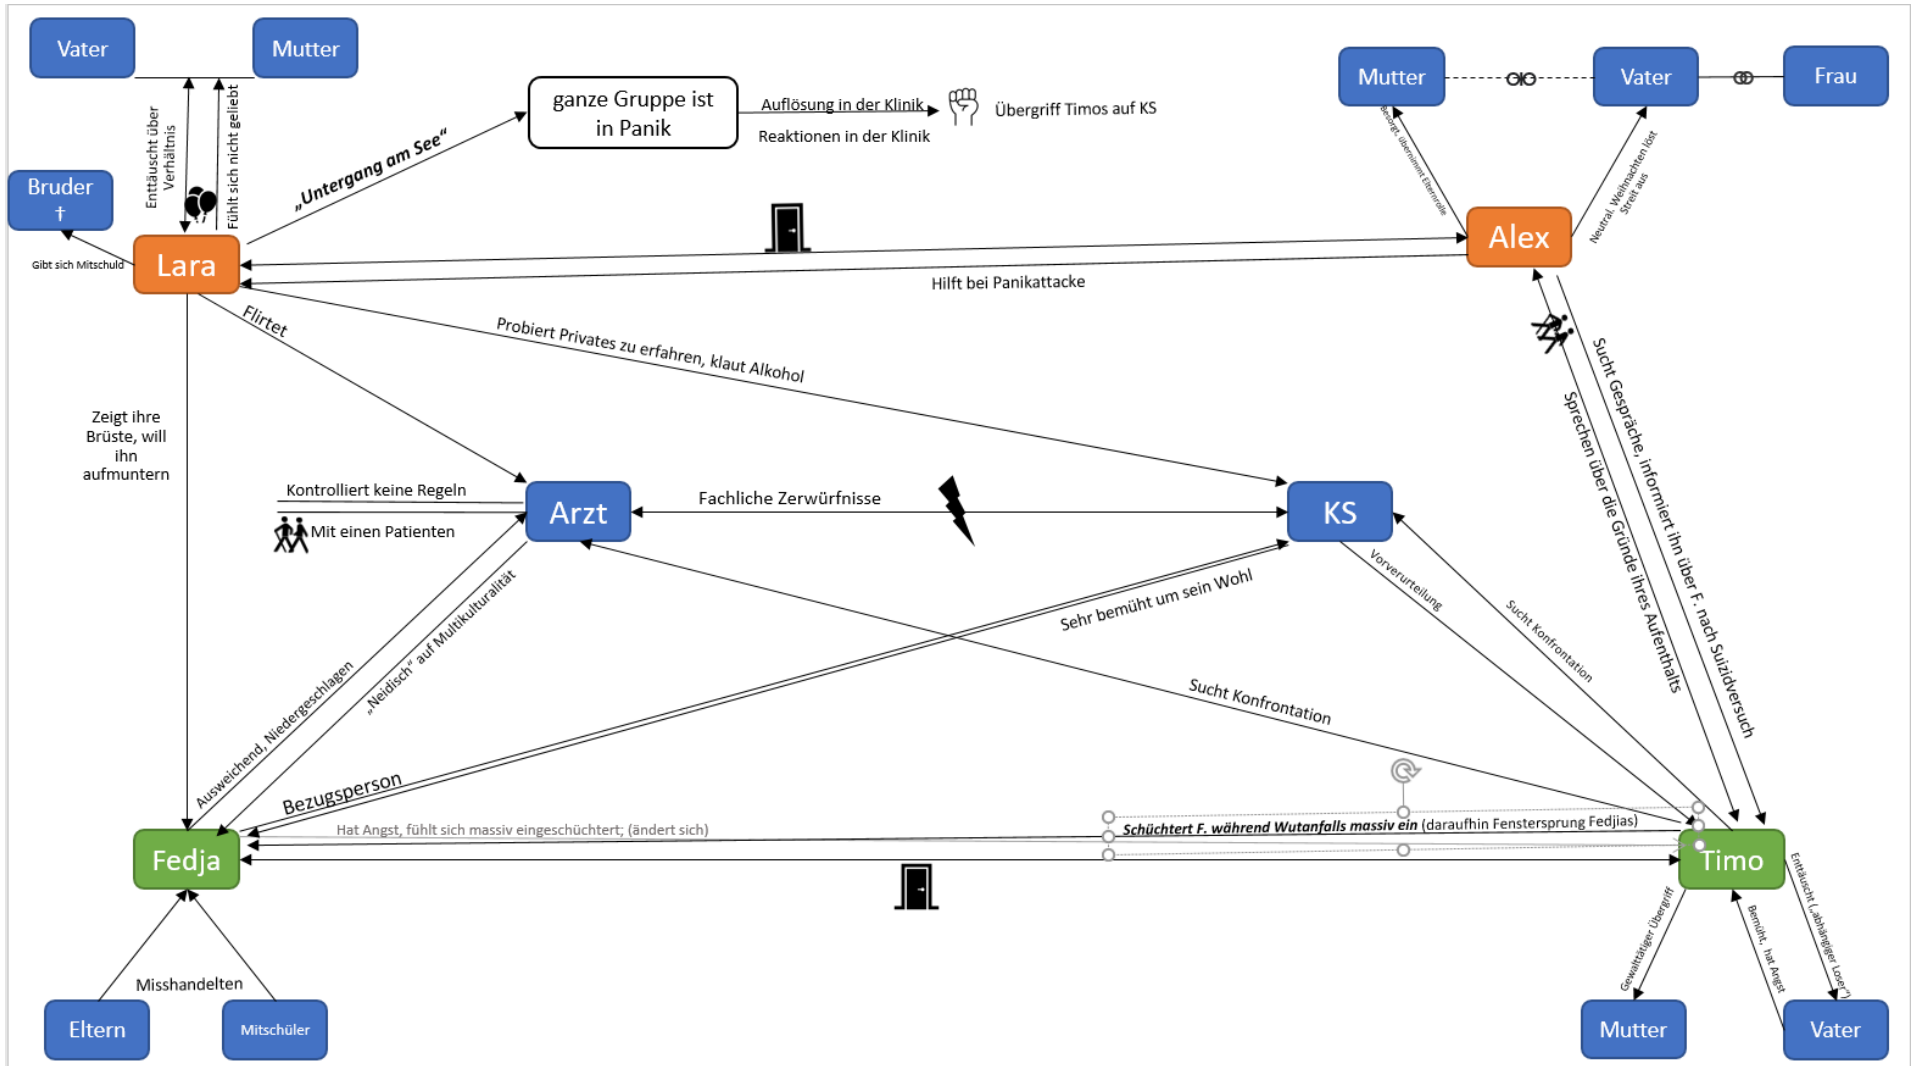 Vater
Mutter
Enttäuscht über
Verhältnis
Fühlt sich nicht geliebt
Bruder
†
Gibt sich Mitschuld
Lara
„Untergang am See“
ganze Gruppe ist
in Panik
Auflösung in der Klinik
Reaktionen in der Klinik
Übergriff Timos auf KS
Mutter
Vater
Frau
Besorgt, übernimmt Elternrolle
Neutral. Weihnachten löst
Streit aus
Alex
Hilft bei Panikattacke
Flirtet
Probiert Privates zu erfahren, klaut Alkohol
Zeigt ihre
Brüste, will
ihn
aufmuntern
Sucht Gespräche, informiert ihn über F. nach Suizidversuch
Sprechen über die Gründe ihres Aufenthalts
Kontrolliert keine Regeln
Mit einen Patienten
Arzt
Fachliche Zerwürfnisse
KS
Vorverurteilung
Sucht Konfrontation
Sehr bemüht um sein Wohl
Ausweichend, Niedergeschlagen
„Neidisch“ auf Multikulturalität
Sucht Konfrontation
Bezugsperson
Hat Angst, fühlt sich massiv eingeschüchtert; (ändert sich)
Schüchtert F. während Wutanfalls massiv ein (daraufhin Fenstersprung Fedjias)
Fedja
Timo
Misshandelten
Eltern
Mitschüler
Gewalttätiger Übergriff
Bemüht, hat Angst
Enttäuscht („abhängiger Loser“)
Mutter
Vater